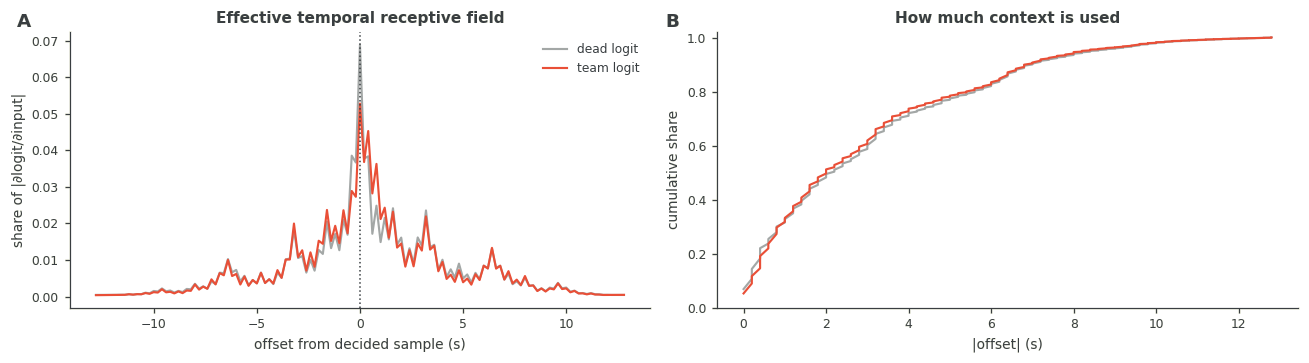 A
Effective temporal receptive field
share of |∂logit/∂input|
0.07
0.06
0.05
0.04
0.03
0.02
0.01
0.00
dead logit
team logit
−10
−5
0
5
10
offset from decided sample (s)
B
How much context is used
cumulative share
1.0
0.8
0.6
0.4
0.2
0.0
0
2
4
6
8
10
12
|offset| (s)